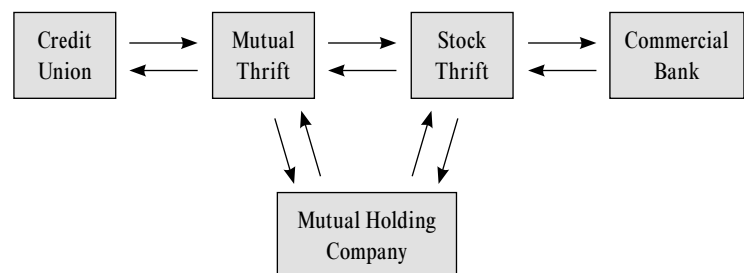 Credit
Union
Mutual
Thrift
Stock
Thrift
Commercial
Bank
Mutual Holding
Company